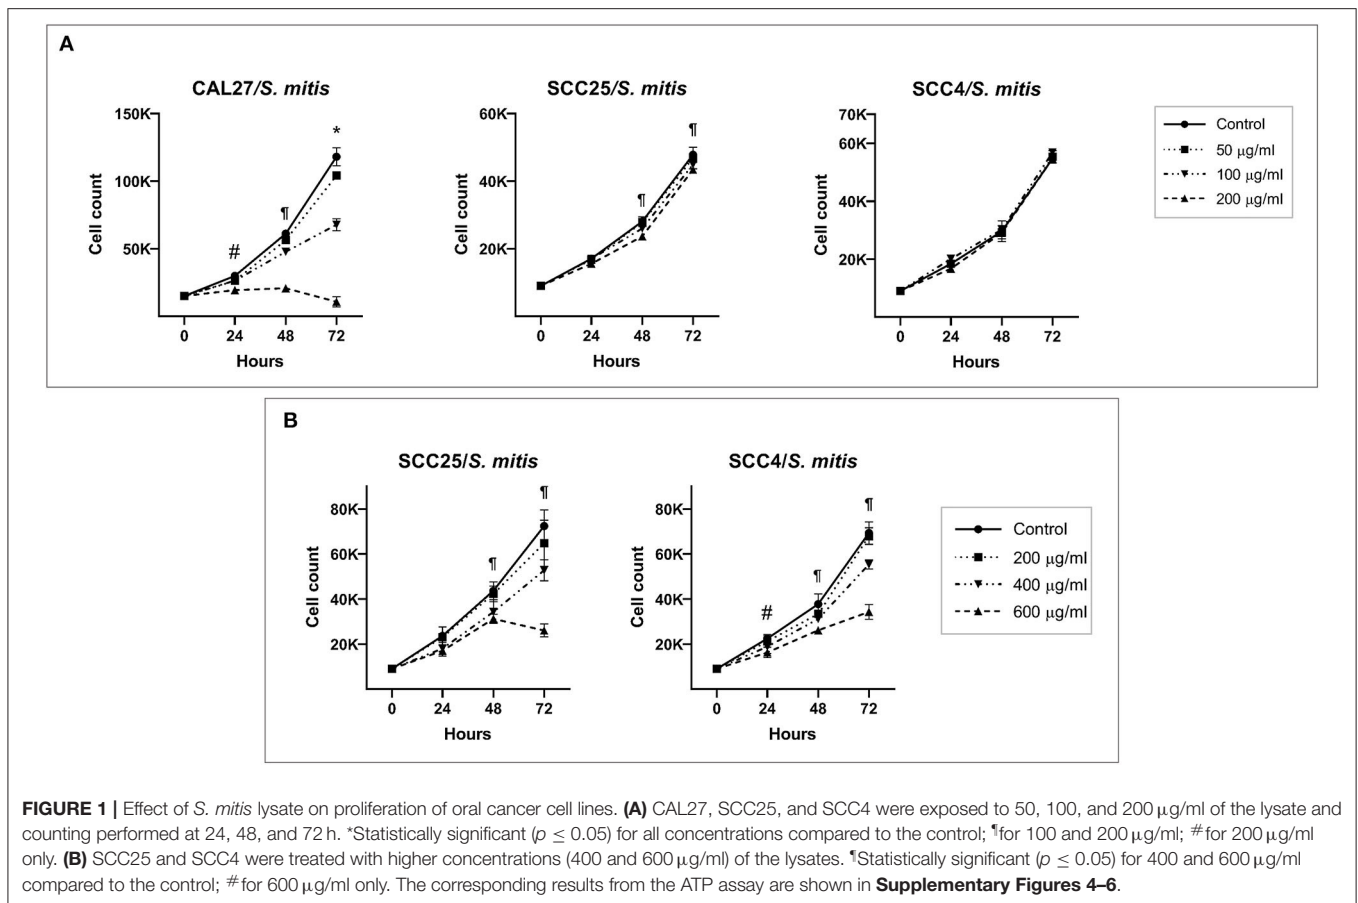 A
CAL27/S. mitis
150K
100K
50K
Cell count
#
¶
*
0 24 48 72
Hours
SCC25/S. mitis
60K
40K
20K
Cell count
¶
¶
0 24 48 72
Hours
SCC4/S. mitis
70K
60K
40K
20K
Cell count
0 24 48 72
Hours
Control
50 µg/ml
100 µg/ml
200 µg/ml
B
SCC25/S. mitis
80K
60K
40K
20K
Cell count
¶
¶
0 24 48 72
Hours
SCC4/S. mitis
80K
60K
40K
20K
Cell count
#
¶
¶
0 24 48 72
Hours
Control
200 µg/ml
400 µg/ml
600 µg/ml
FIGURE 1 | Effect of S. mitis lysate on proliferation of oral cancer cell lines. (A) CAL27, SCC25, and SCC4 were exposed to 50, 100, and 200 µg/ml of the lysate and
counting performed at 24, 48, and 72 h. *Statistically significant (p ≤ 0.05) for all concentrations compared to the control; ¶for 100 and 200 µg/ml; #for 200 µg/ml
only. (B) SCC25 and SCC4 were treated with higher concentrations (400 and 600 µg/ml) of the lysates. ¶Statistically significant (p ≤ 0.05) for 400 and 600 µg/ml
compared to the control; #for 600 µg/ml only. The corresponding results from the ATP assay are shown in Supplementary Figures 4–6.